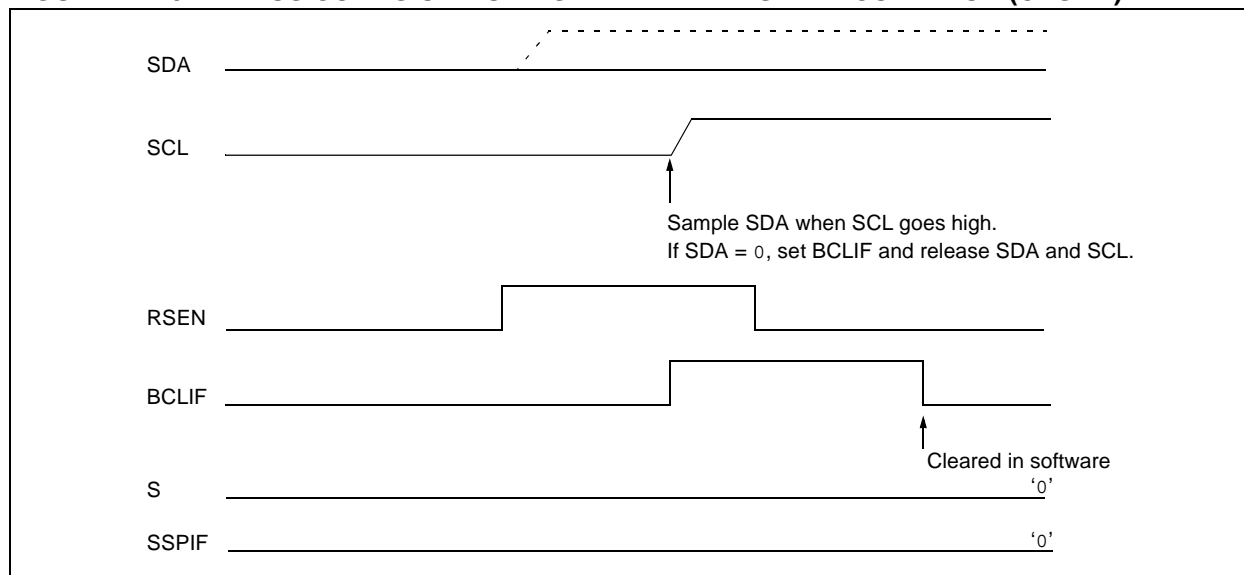 SDA
SCL
Sample SDA when SCL goes high.
If SDA = 0, set BCLIF and release SDA and SCL.
RSEN
BCLIF
Cleared in software
S
'0'
SSPIF
'0'